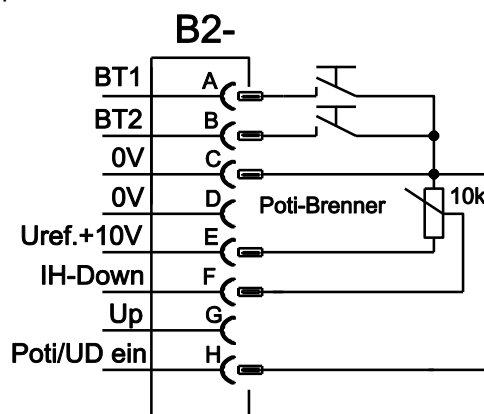 B2-
BT1 A
BT2 B
0V C
0V D
Poti-Brenner 10k
Uref.+10V E
IH-Down F
Up G
Poti/UD ein H